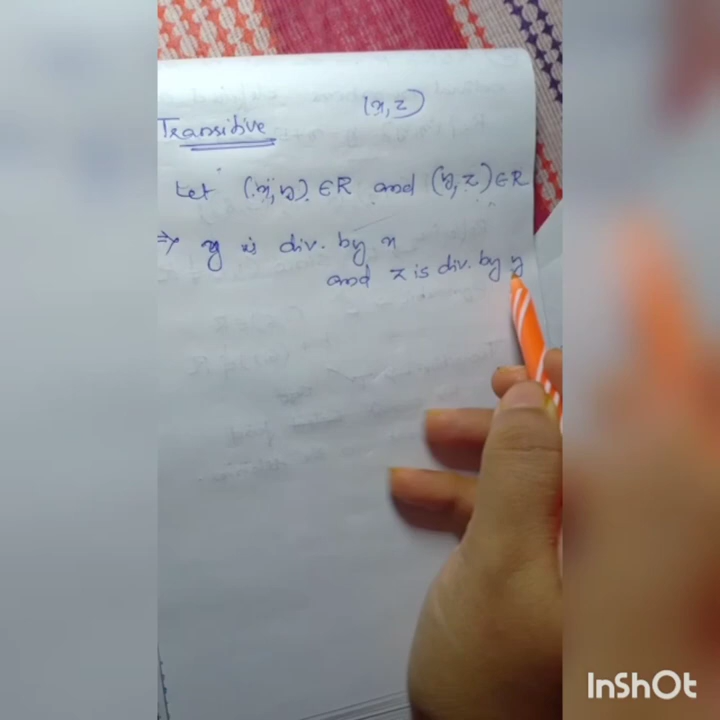 (x, z)
Transitive
Let (x, y) ∈ R and (y, z) ∈ R
⇒ y is div. by x
and z is div. by y
InShOt